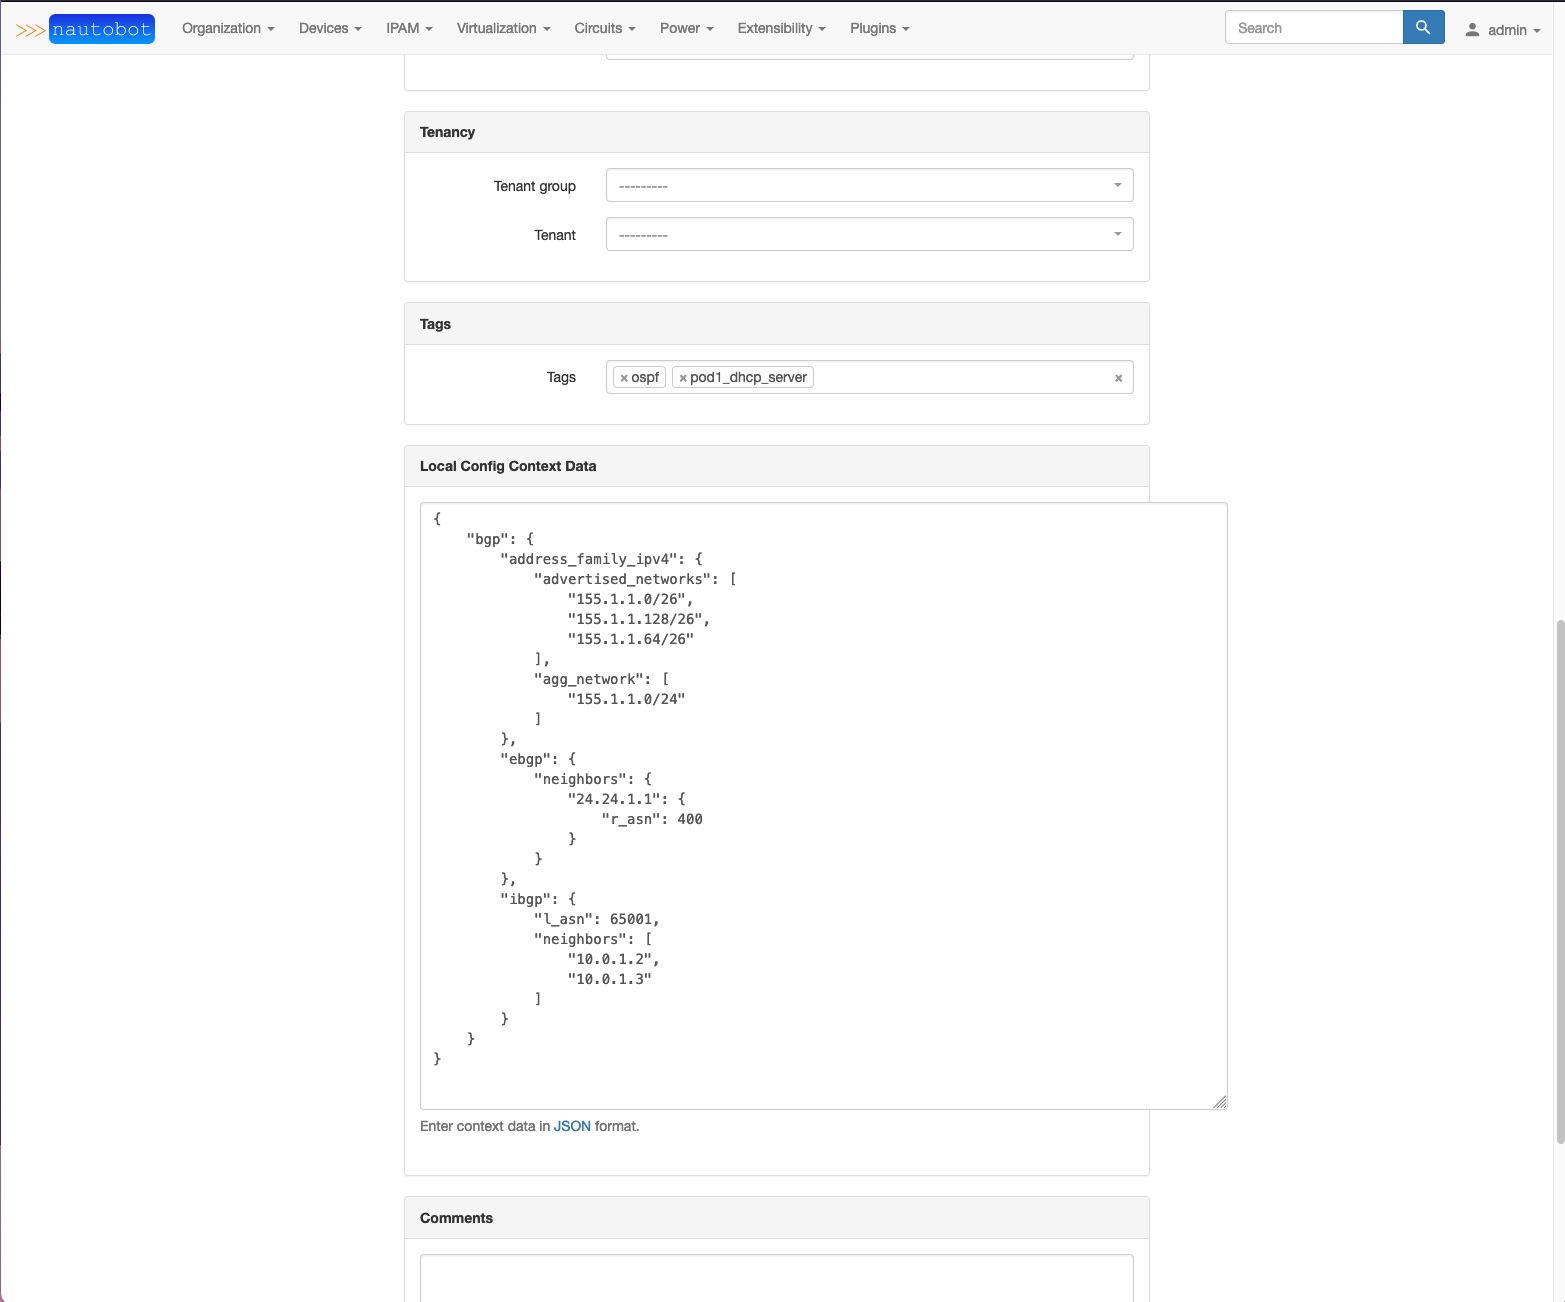 >>> nautobot Organization Devices IPAM Virtualization Circuits Power Extensibility Plugins Search admin
Tenancy
Tenant group ---------
Tenant ---------
Tags
Tags × ospf × pod1_dhcp_server ×
Local Config Context Data
{
    "bgp": {
        "address_family_ipv4": {
            "advertised_networks": [
                "155.1.1.0/26",
                "155.1.1.128/26",
                "155.1.1.64/26"
            ],
            "agg_network": [
                "155.1.1.0/24"
            ]
        },
        "ebgp": {
            "neighbors": {
                "24.24.1.1": {
                    "r_asn": 400
                }
            }
        },
        "ibgp": {
            "l_asn": 65001,
            "neighbors": [
                "10.0.1.2",
                "10.0.1.3"
            ]
        }
    }
}
Enter context data in JSON format.
Comments